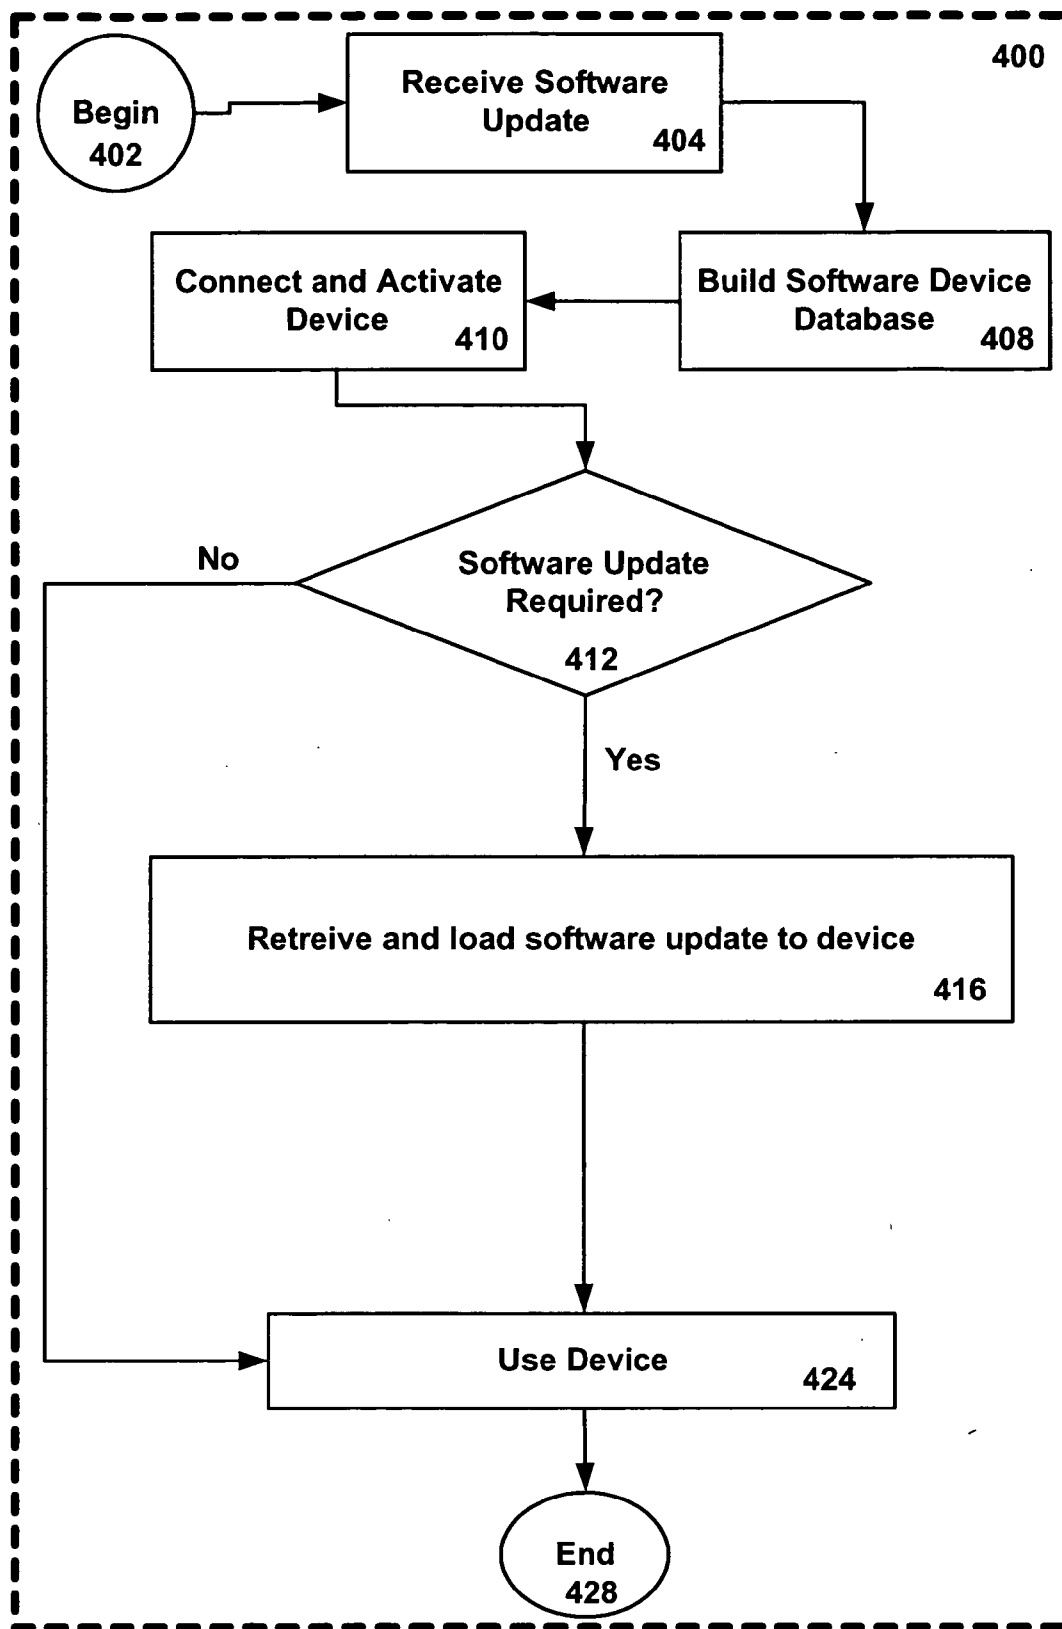 400
Begin
402
Receive Software
Update
404
Connect and Activate
Device
410
Build Software Device
Database
408
Software Update
Required?
412
No
Yes
Retreive and load software update to device
416
Use Device
424
End
428